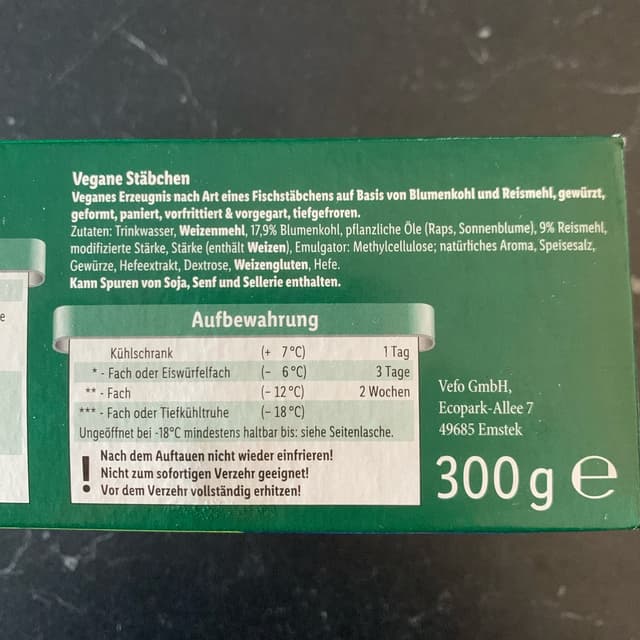 Vegane Stäbchen
Veganes Erzeugnis nach Art eines Fischstäbchens auf Basis von Blumenkohl und Reismehl, gewürzt,
geformt, paniert, vorfrittiert & vorgegart, tiefgefroren.
Zutaten: Trinkwasser, Weizenmehl, 17,9% Blumenkohl, pflanzliche Öle (Raps, Sonnenblume), 9% Reismehl,
modifizierte Stärke, Stärke (enthält Weizen), Emulgator: Methylcellulose; natürliches Aroma, Speisesalz,
Gewürze, Hefeextrakt, Dextrose, Weizengluten, Hefe.
Kann Spuren von Soja, Senf und Sellerie enthalten.
Aufbewahrung
Kühlschrank (+ 7°C) 1 Tag
* - Fach oder Eiswürfelfach (- 6°C) 3 Tage
** - Fach (- 12°C) 2 Wochen
*** - Fach oder Tiefkühltruhe (- 18°C)
Ungeöffnet bei -18°C mindestens haltbar bis: siehe Seitenlasche.
! Nach dem Auftauen nicht wieder einfrieren!
Nicht zum sofortigen Verzehr geeignet!
Vor dem Verzehr vollständig erhitzen!
Vefo GmbH,
Ecopark-Allee 7
49685 Emstek
300g e